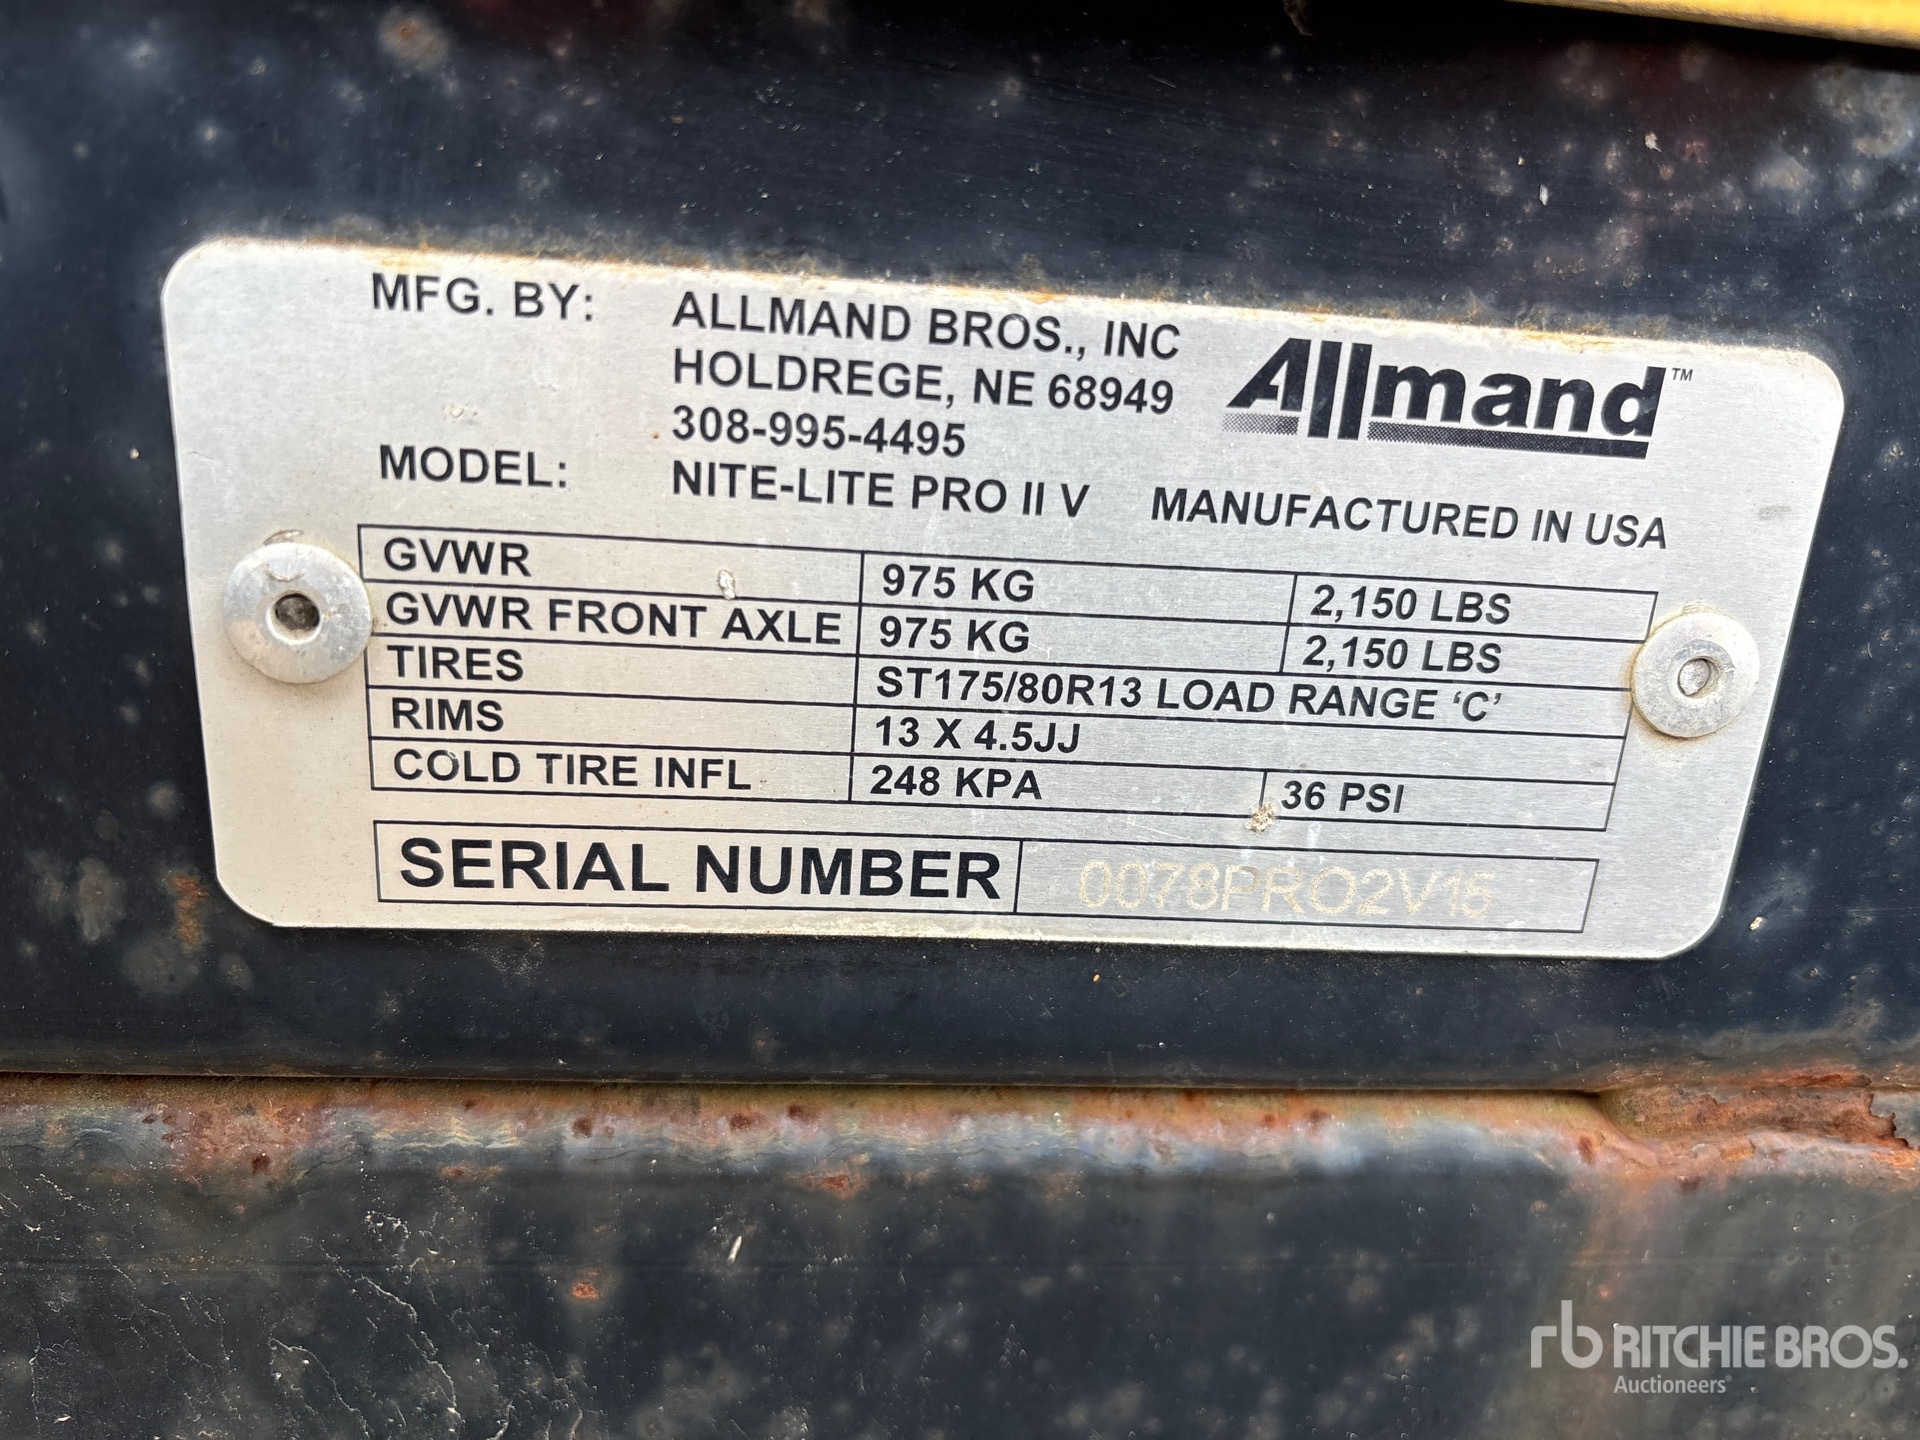 MFG. BY: ALLMAND BROS., INC
HOLDREGE, NE 68949
308-995-4495
Allmand™
MODEL: NITE-LITE PRO II V MANUFACTURED IN USA
GVWR 975 KG 2,150 LBS
GVWR FRONT AXLE 975 KG 2,150 LBS
TIRES ST175/80R13 LOAD RANGE ‘C’
RIMS 13 X 4.5JJ
COLD TIRE INFL 248 KPA 36 PSI
SERIAL NUMBER 0078PRO2V15
rb RITCHIE BROS.
Auctioneers